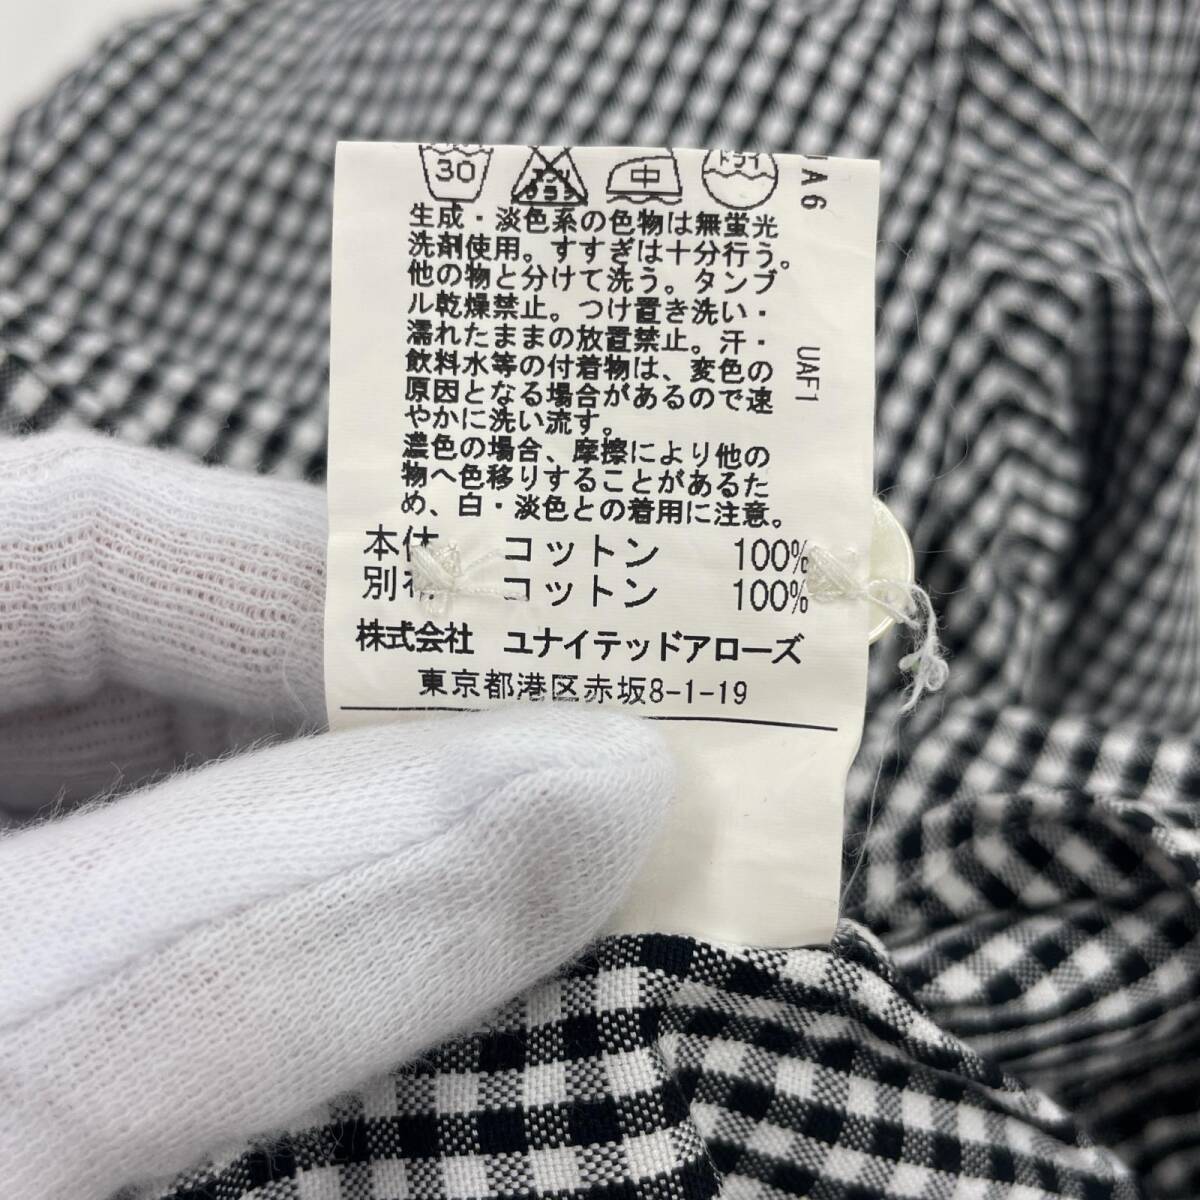 30
中
ドライ
生成・淡色系の色物は無蛍光
洗剤使用。すすぎは十分行う。
他の物と分けて洗う。タンブ
ル乾燥禁止。つけ置き洗い・
濡れたままの放置禁止。汗・
飲料水等の付着物は、変色の
原因となる場合があるので速
やかに洗い流す。
濃色の場合、摩擦により他の
物へ色移りすることがあるた
め、白・淡色との着用に注意。
本体 コットン 100%
別布 コットン 100%
株式会社 ユナイテッドアローズ
東京都港区赤坂8-1-19
A6
UAF1